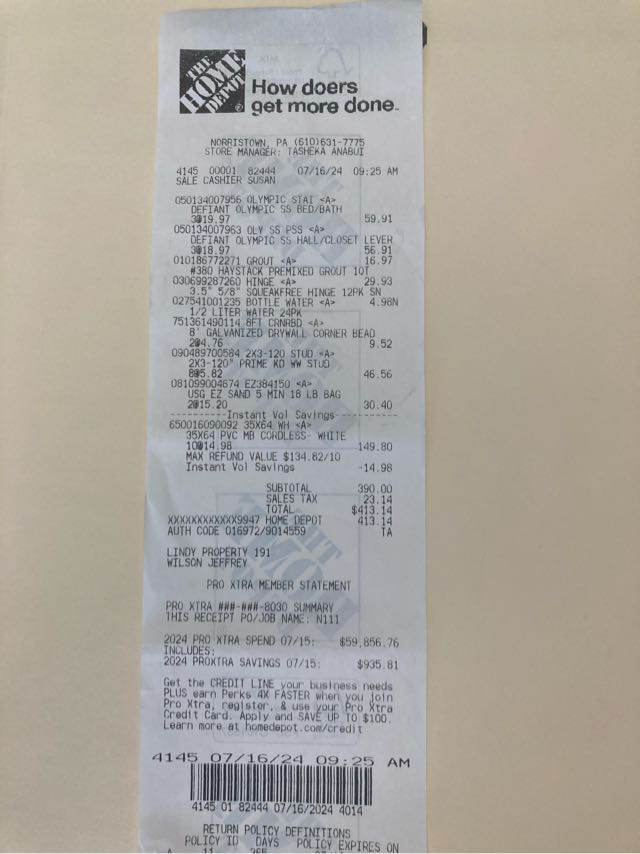 THE
HOME
DEPOT
How doers
get more done.
NORRISTOWN, PA (610)631-7775
STORE MANAGER: TASHEKA ANABUI
4145 00001 82444 07/16/24 09:25 AM
SALE CASHIER SUSAN
050134007956 OLYMPIC STAI <A>
DEFIANT OLYMPIC SS BED/BATH
3@19.97 59.91
050134007963 OLY SS PSS <A>
DEFIANT OLYMPIC SS HALL/CLOSET LEVER
3@18.97 56.91
010186772271 GROUT <A> 16.97
#380 HAYSTACK PREMIXED GROUT 1QT
030699287260 HINGE <A> 29.93
3.5" 5/8" SQUEAKFREE HINGE 12PK SN
027541001235 BOTTLE WATER <A> 4.98N
1/2 LITER WATER 24PK
751361490114 8FT CRNRBD <A>
8' GALVANIZED DRYWALL CORNER BEAD
2@4.76 9.52
090489700584 2X3-120 STUD <A>
2X3-120" PRIME KD WW STUD
8@5.82 46.56
081099004674 EZ384150 <A>
USG EZ SAND 5 MIN 18 LB BAG
2@15.20 30.40
----------Instant Vol Savings----------
650016090092 35X64 WH <A>
35X64 PVC MB CORDLESS- WHITE
10@14.98 149.80
MAX REFUND VALUE $134.82/10
Instant Vol Savings -14.98
SUBTOTAL 390.00
SALES TAX 23.14
TOTAL $413.14
XXXXXXXXXXXX9947 HOME DEPOT 413.14
AUTH CODE 016972/9014559 TA
LINDY PROPERTY 191
WILSON JEFFREY
PRO XTRA MEMBER STATEMENT
PRO XTRA ###-###-8030 SUMMARY
THIS RECEIPT PO/JOB NAME: N111
2024 PRO XTRA SPEND 07/15: $59,856.76
INCLUDES:
2024 PROXTRA SAVINGS 07/15: $935.81
Get the CREDIT LINE your business needs
PLUS earn Perks 4X FASTER when you join
Pro Xtra, register, & use your Pro Xtra
Credit Card. Apply and SAVE UP TO $100.
Learn more at homedepot.com/credit
4145 07/16/24 09:25 AM
4145 01 82444 07/16/2024 4014
RETURN POLICY DEFINITIONS
POLICY ID DAYS POLICY EXPIRES ON